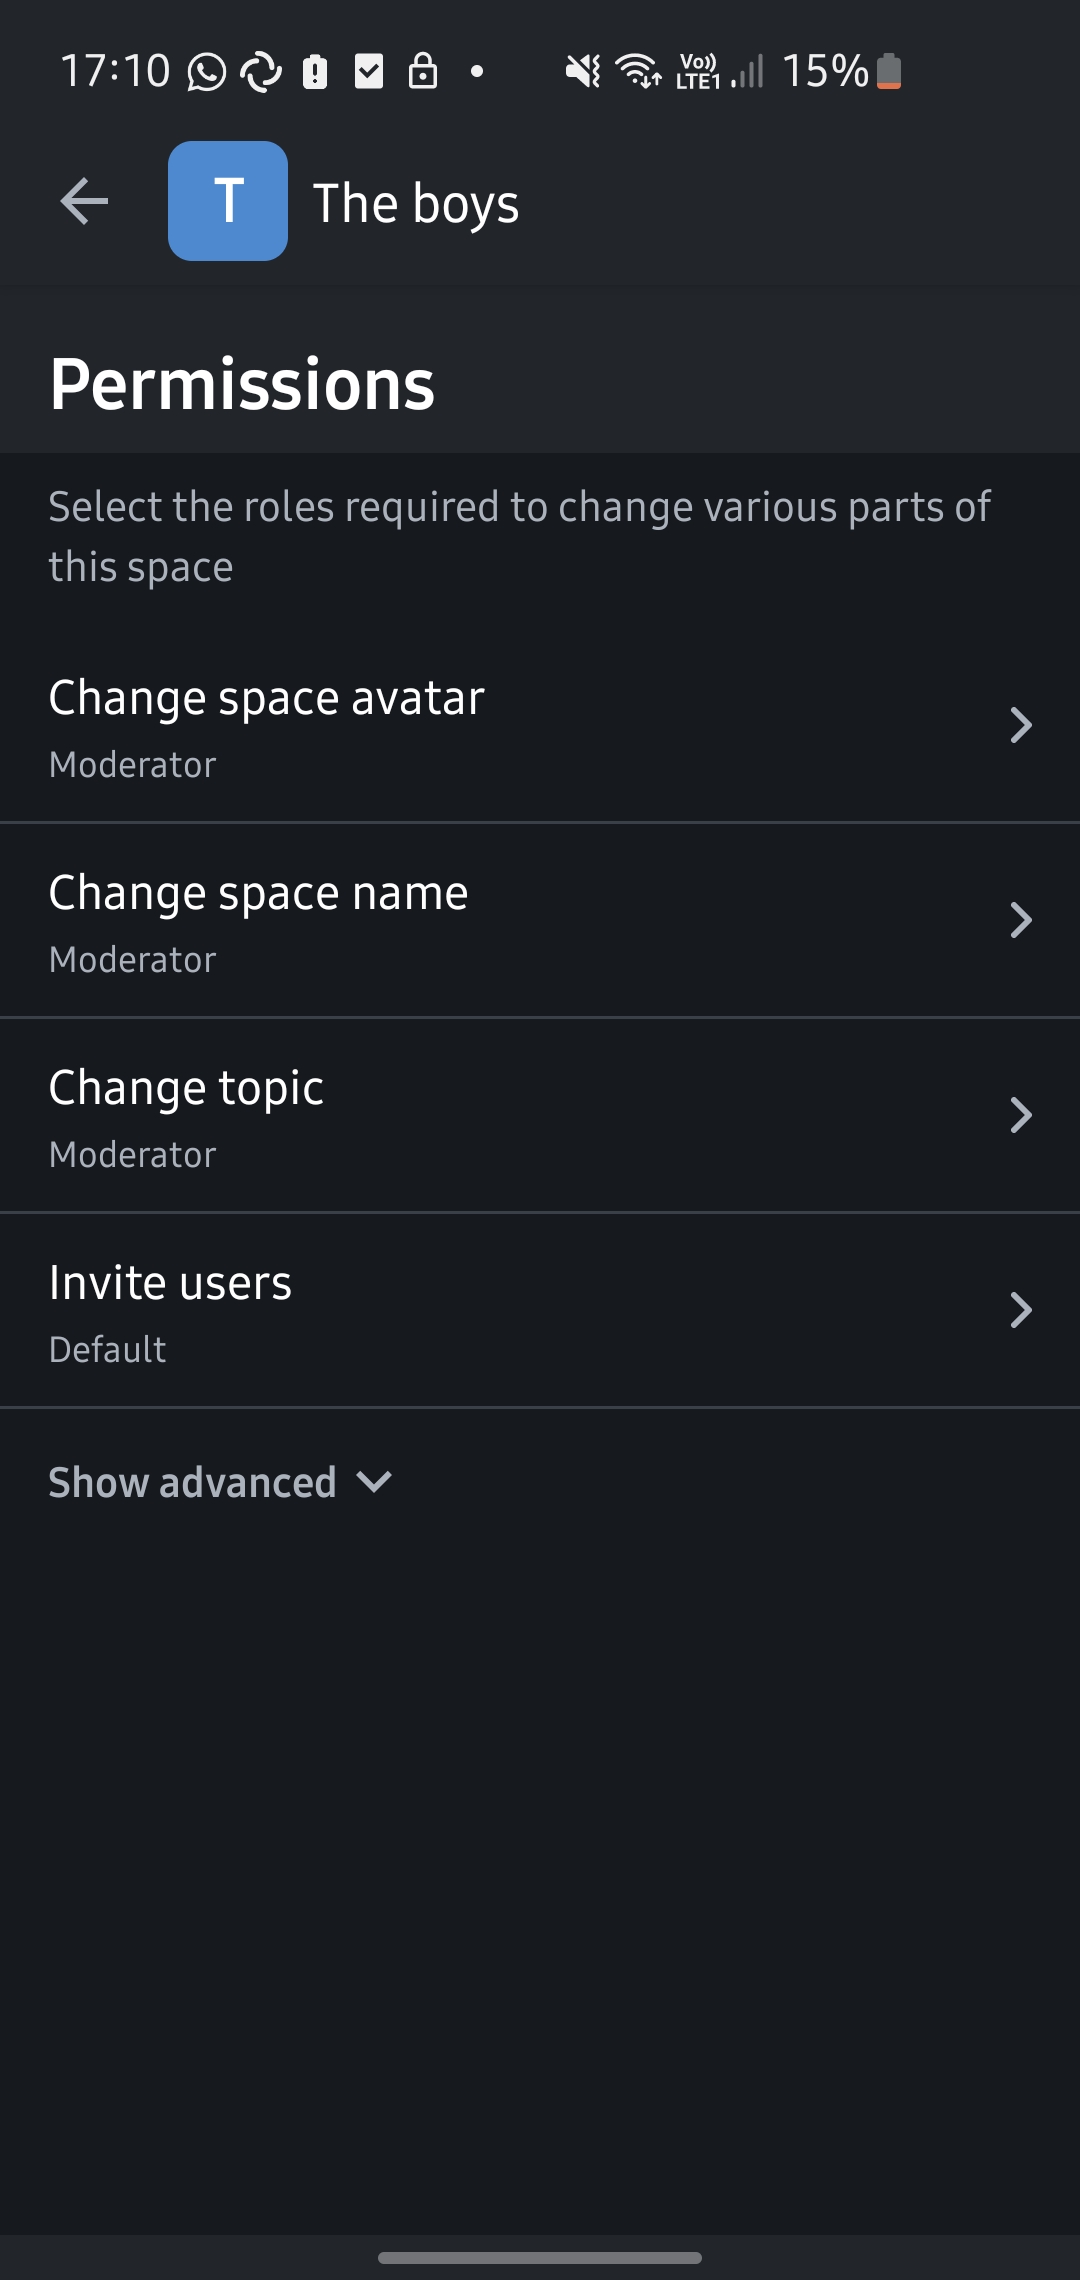 17:10 Vo)) LTE1 15%
T The boys
Permissions
Select the roles required to change various parts of
this space
Change space avatar
Moderator
Change space name
Moderator
Change topic
Moderator
Invite users
Default
Show advanced